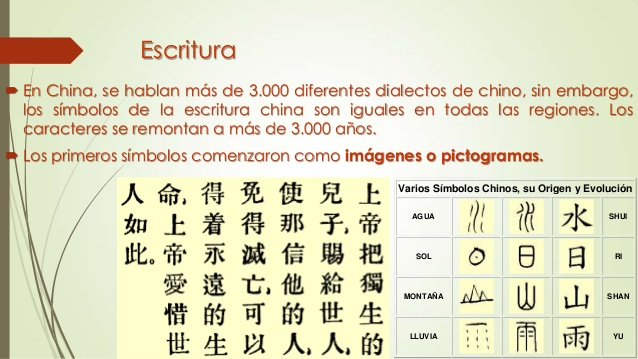 Escritura
En China, se hablan más de 3.000 diferentes dialectos de chino, sin embargo,
los símbolos de la escritura china son iguales en todas las regiones. Los
caracteres se remontan a más de 3.000 años.
Los primeros símbolos comenzaron como imágenes o pictogramas.
上帝把獨生的
兒子,賜給世人,
使那信他的人,
免得滅亡,可以
得着永遠的生
命,上帝愛惜世
人如此。
Varios Símbolos Chinos, su Origen y Evolución
AGUA 水 SHUI
SOL 日 RI
MONTAÑA 山 SHAN
LLUVIA 雨 YU